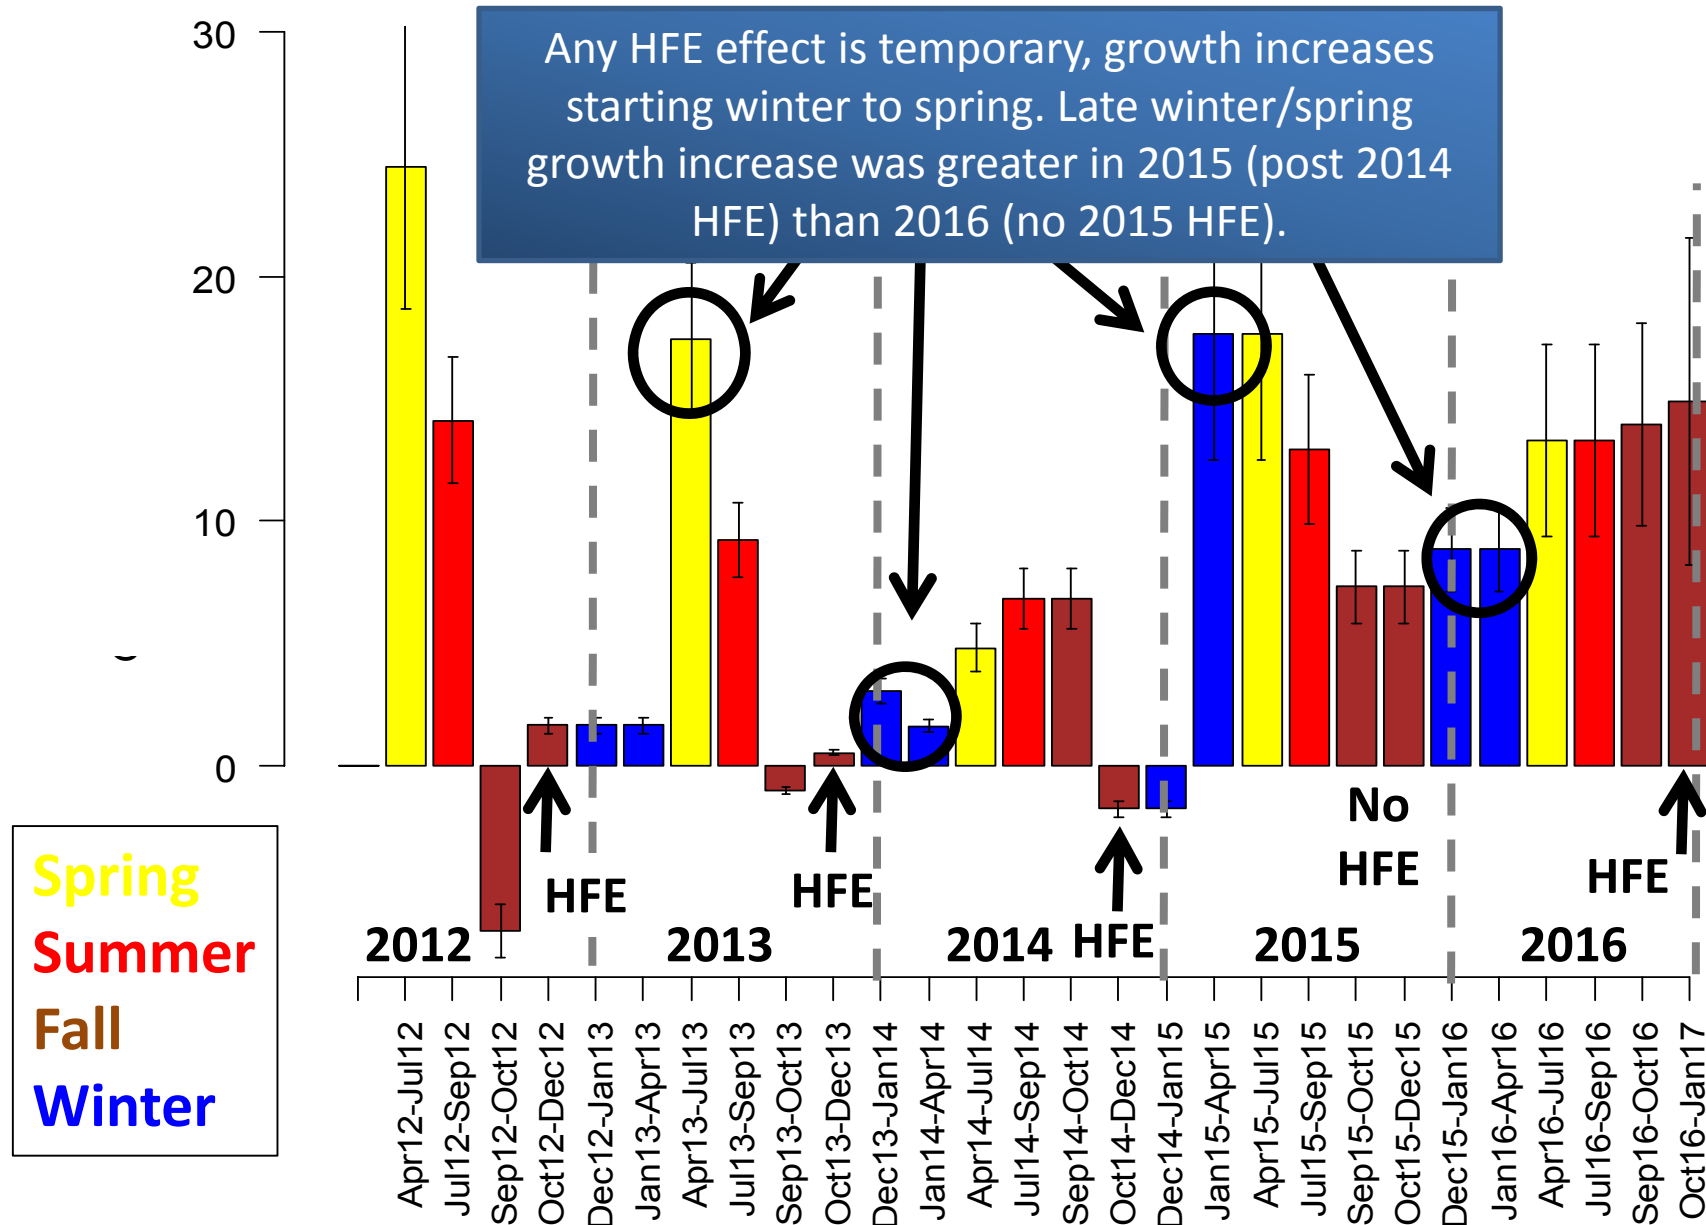 Any HFE effect is temporary, growth increases
starting winter to spring. Late winter/spring
growth increase was greater in 2015 (post 2014
HFE) than 2016 (no 2015 HFE).
30
20
10
0
No
HFE
HFE
HFE
HFE
HFE
2012
2013
2014
2015
2016
Spring
Summer
Fall
Winter
Apr12-Jul12
Jul12-Sep12
Sep12-Oct12
Oct12-Dec12
Dec12-Jan13
Jan13-Apr13
Apr13-Jul13
Jul13-Sep13
Sep13-Oct13
Oct13-Dec13
Dec13-Jan14
Jan14-Apr14
Apr14-Jul14
Jul14-Sep14
Sep14-Oct14
Oct14-Dec14
Dec14-Jan15
Jan15-Apr15
Apr15-Jul15
Jul15-Sep15
Sep15-Oct15
Oct15-Dec15
Dec15-Jan16
Jan16-Apr16
Apr16-Jul16
Jul16-Sep16
Sep16-Oct16
Oct16-Jan17